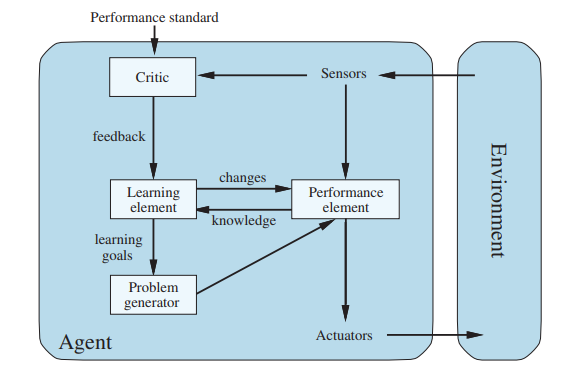 Performance standard
Critic
Sensors
feedback
changes
Learning
element
Performance
element
knowledge
learning
goals
Problem
generator
Actuators
Agent
Environment